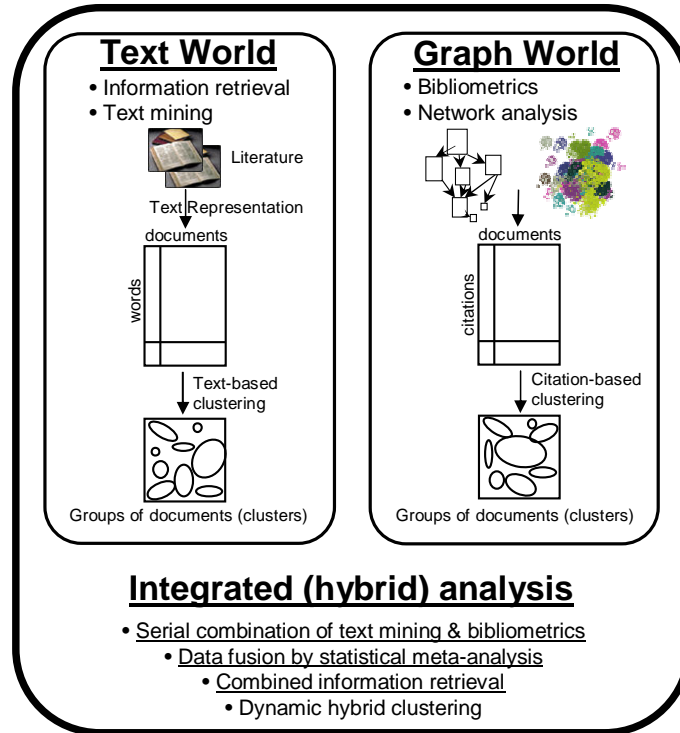 Text World
• Information retrieval
• Text mining
Literature
Text Representation
documents
words
Text-based
clustering
Groups of documents (clusters)
Graph World
• Bibliometrics
• Network analysis
documents
citations
Citation-based
clustering
Groups of documents (clusters)
Integrated (hybrid) analysis
• Serial combination of text mining & bibliometrics
• Data fusion by statistical meta-analysis
• Combined information retrieval
• Dynamic hybrid clustering